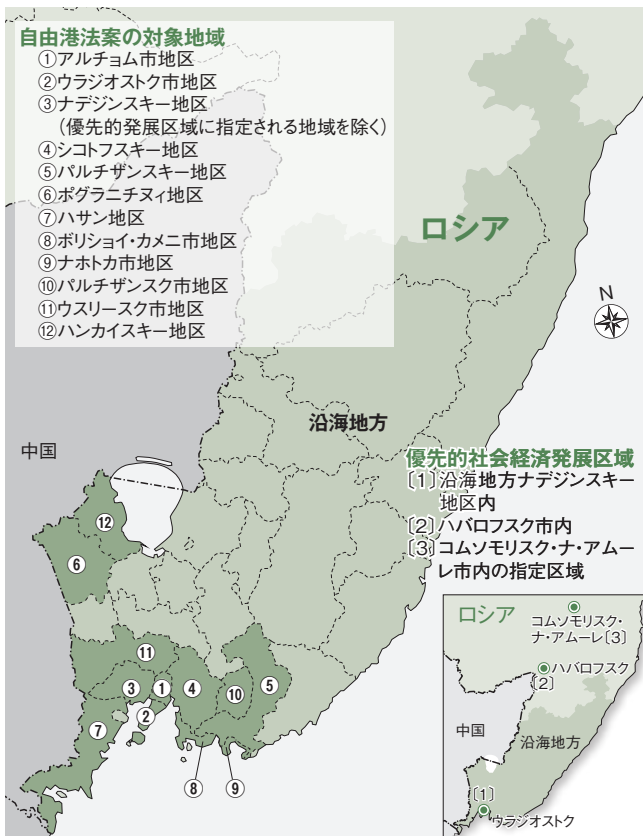 自由港法案の対象地域
①アルチョム市地区
②ウラジオストク市地区
③ナデジンスキー地区
（優先的発展区域に指定される地域を除く）
④シコトフスキー地区
⑤パルチザンスキー地区
⑥ポグラニチヌィ地区
⑦ハサン地区
⑧ボリショイ・カメニ市地区
⑨ナホトカ市地区
⑩パルチザンスク市地区
⑪ウスリースク市地区
⑫ハンカイスキー地区
ロシア
N
沿海地方
中国
優先的社会経済発展区域
〔1〕沿海地方ナデジンスキー
地区内
〔2〕ハバロフスク市内
〔3〕コムソモリスク・ナ・アムー
レ市内の指定区域
⑫
⑥
⑪
③
①
④
⑩
⑤
②
⑦
⑧
⑨
ロシア
コムソモリスク・
ナ・アムーレ〔3〕
ハバロフスク
〔2〕
中国
沿海地方
〔1〕
ウラジオストク